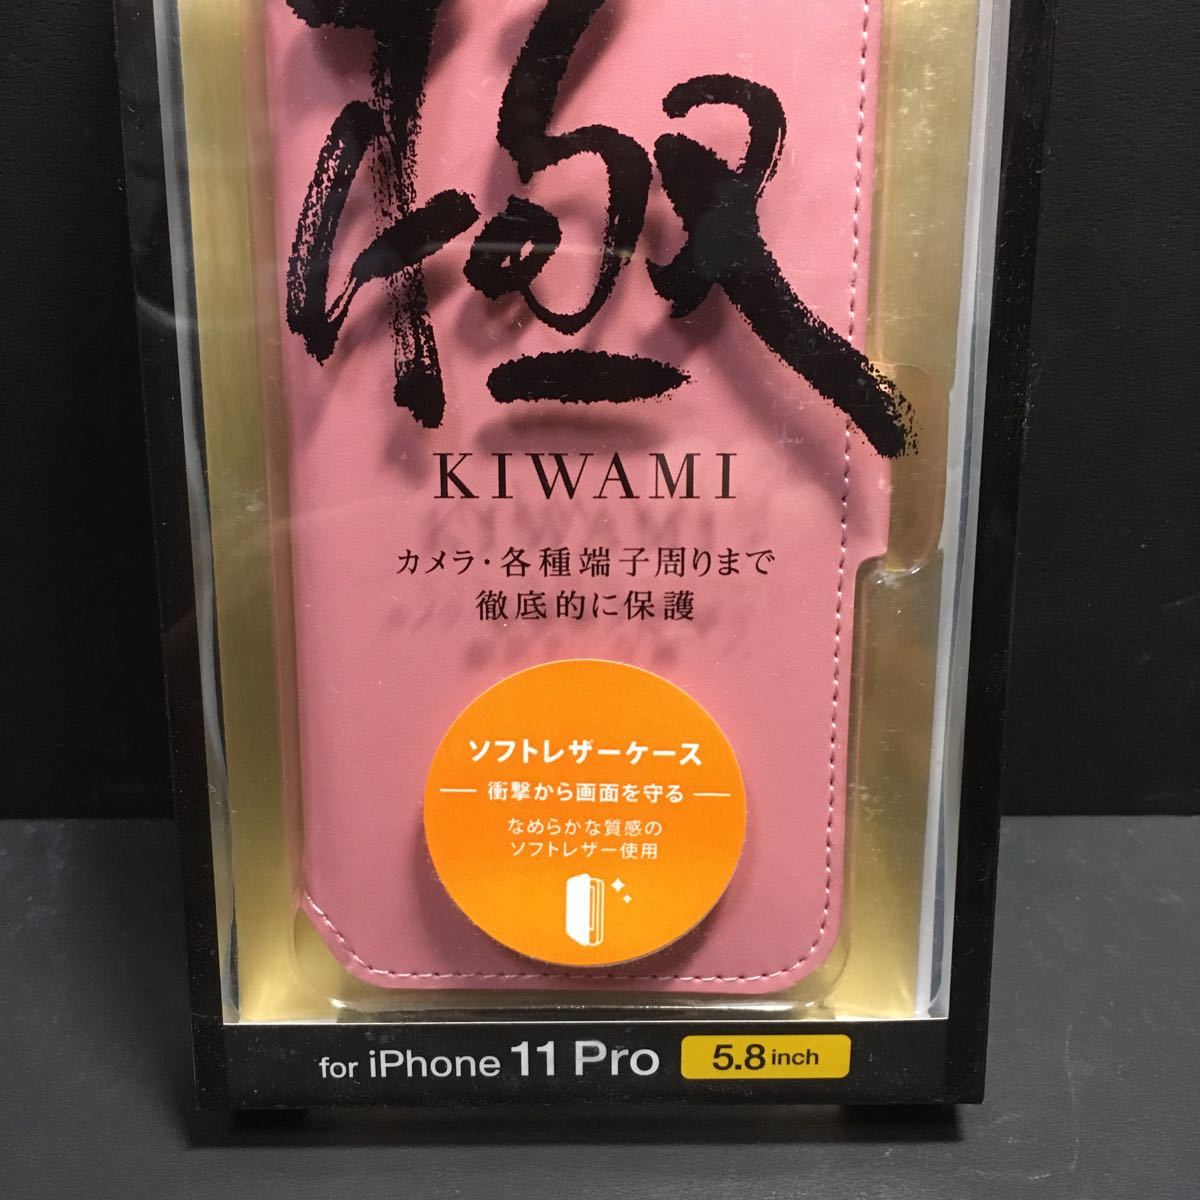 極
KIWAMI
カメラ・各種端子周りまで
徹底的に保護
ソフトレザーケース
衝撃から画面を守る
なめらかな質感の
ソフトレザー使用
for iPhone 11 Pro 5.8 inch